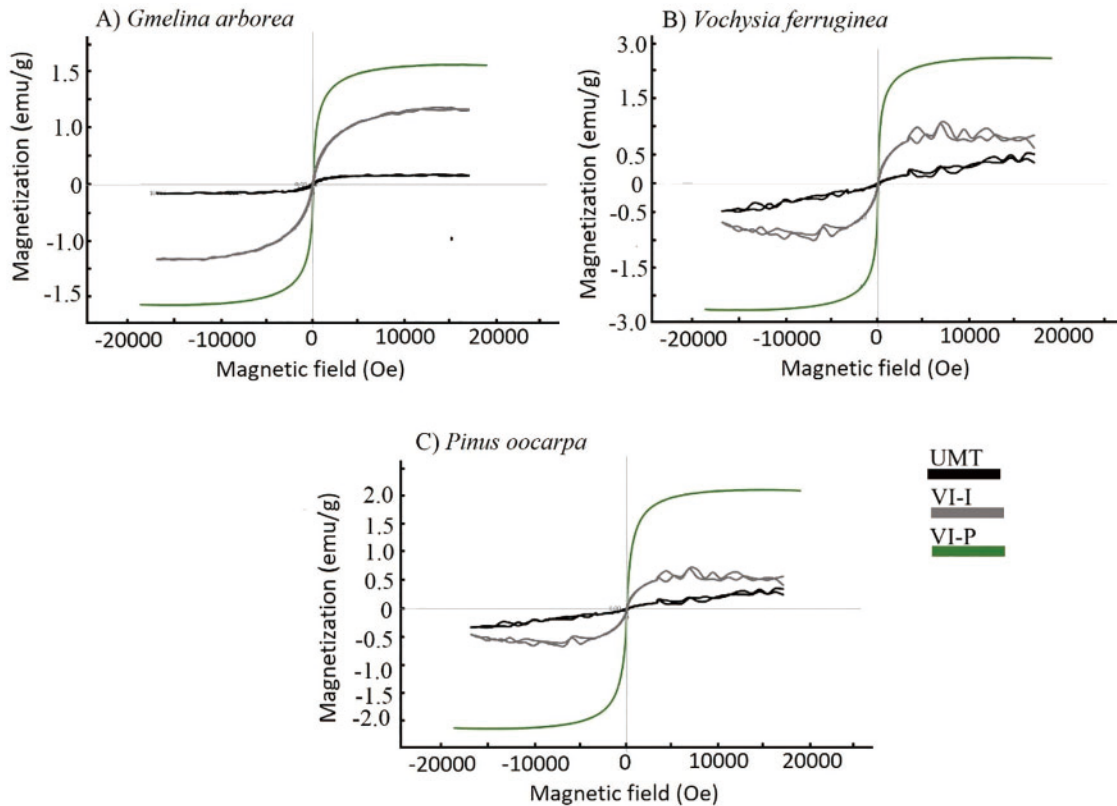 A) Gmelina arborea
Magnetization (emu/g)
1.5
1.0
0
-1.0
-1.5
-20000 -10000 0 10000 20000
Magnetic field (Oe)
B) Vochysia ferruginea
Magnetization (emu/g)
3.0
1.5
0.5
0
-0.5
-1.5
-3.0
-20000 -10000 0 10000 20000
Magnetic field (Oe)
C) Pinus oocarpa
Magnetization (emu/g)
2.0
1.5
1.0
0.5
0
-0.5
-1.0
-1.5
-2.0
-20000 -10000 0 10000 20000
Magnetic field (Oe)
UMT
VI-I
VI-P